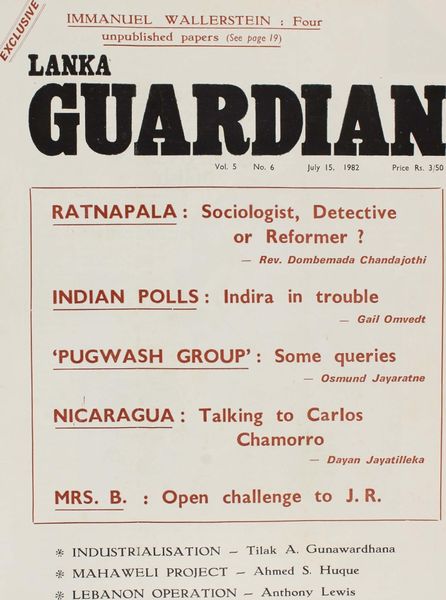 EXCLUSIVE
IMMANUEL WALLERSTEIN : Four
unpublished papers (See page 19)
LANKA
GUARDIAN
Vol. 5 No. 6 July 15, 1982 Price Rs. 3/50
RATNAPALA : Sociologist, Detective
or Reformer ?
— Rev. Dombemada Chandajothi
INDIAN POLLS : Indira in trouble
— Gail Omvedt
‘PUGWASH GROUP’ : Some queries
— Osmund Jayaratne
NICARAGUA : Talking to Carlos
Chamorro
— Dayan Jayatilleka
MRS. B. : Open challenge to J. R.
* INDUSTRIALISATION — Tilak A. Gunawardhana
* MAHAWELI PROJECT — Ahmed S. Huque
* LEBANON OPERATION — Anthony Lewis